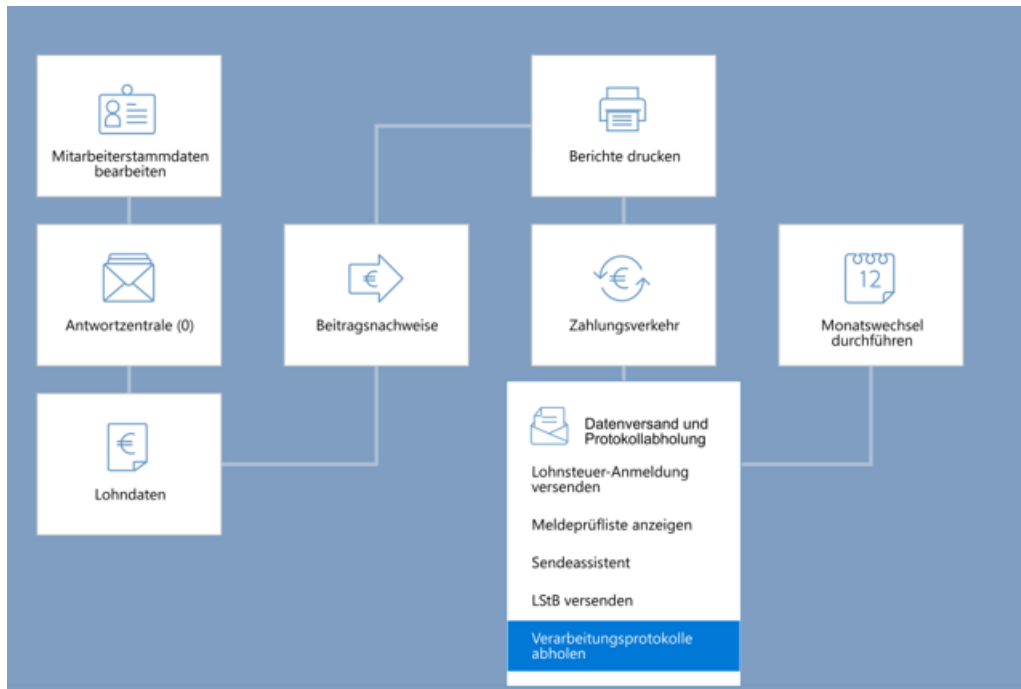 Mitarbeiterstammdaten
bearbeiten
Antwortzentrale (0)
€
Lohndaten
€
Beitragsnachweise
Berichte drucken
€
Zahlungsverkehr
Datenversand und
Protokollabholung
Lohnsteuer-Anmeldung
versenden
Meldeprüfliste anzeigen
Sendeassistent
LStB versenden
Verarbeitungsprotokolle
abholen
12
Monatswechsel
durchführen